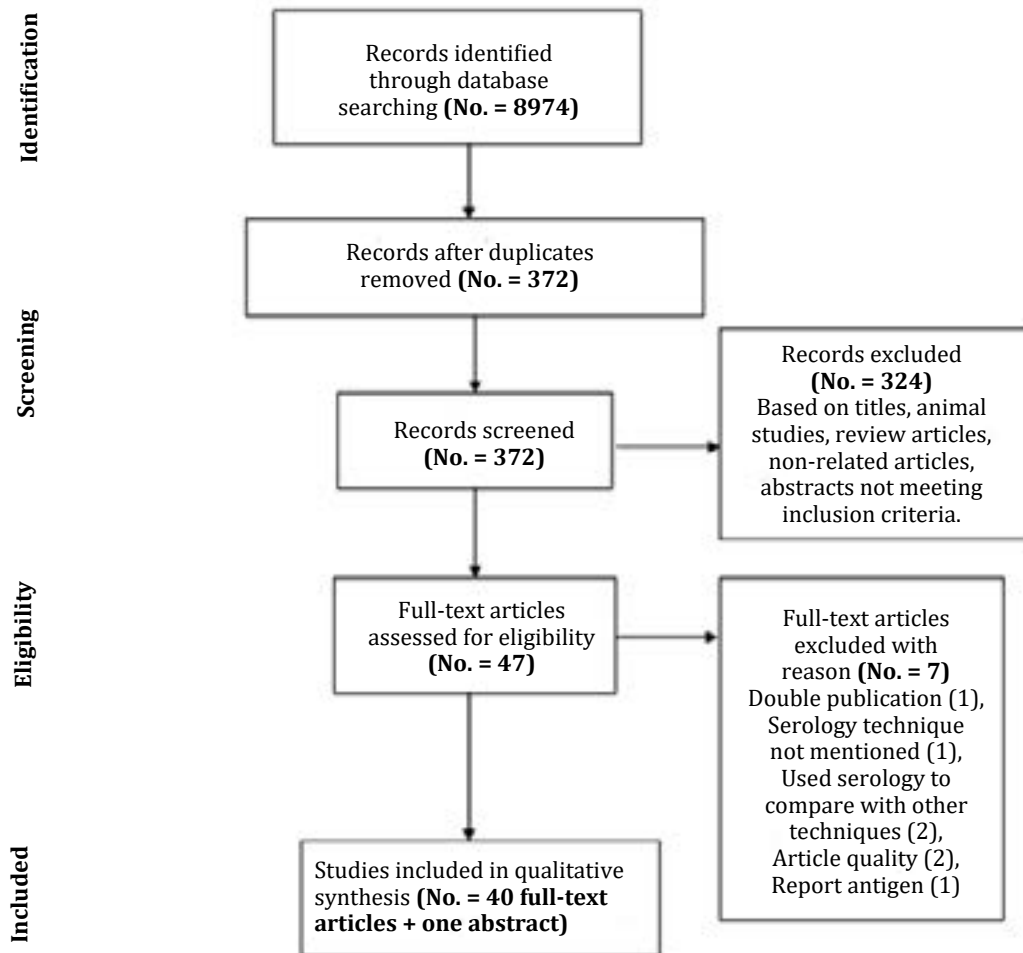 Identification
Records identified
through database
searching (No. = 8974)
Records after duplicates
removed (No. = 372)
Screening
Records screened
(No. = 372)
Records excluded
(No. = 324)
Based on titles, animal
studies, review articles,
non-related articles,
abstracts not meeting
inclusion criteria.
Eligibility
Full-text articles
assessed for eligibility
(No. = 47)
Full-text articles
excluded with
reason (No. = 7)
Double publication (1),
Serology technique
not mentioned (1),
Used serology to
compare with other
techniques (2),
Article quality (2),
Report antigen (1)
Included
Studies included in qualitative
synthesis (No. = 40 full-text
articles + one abstract)